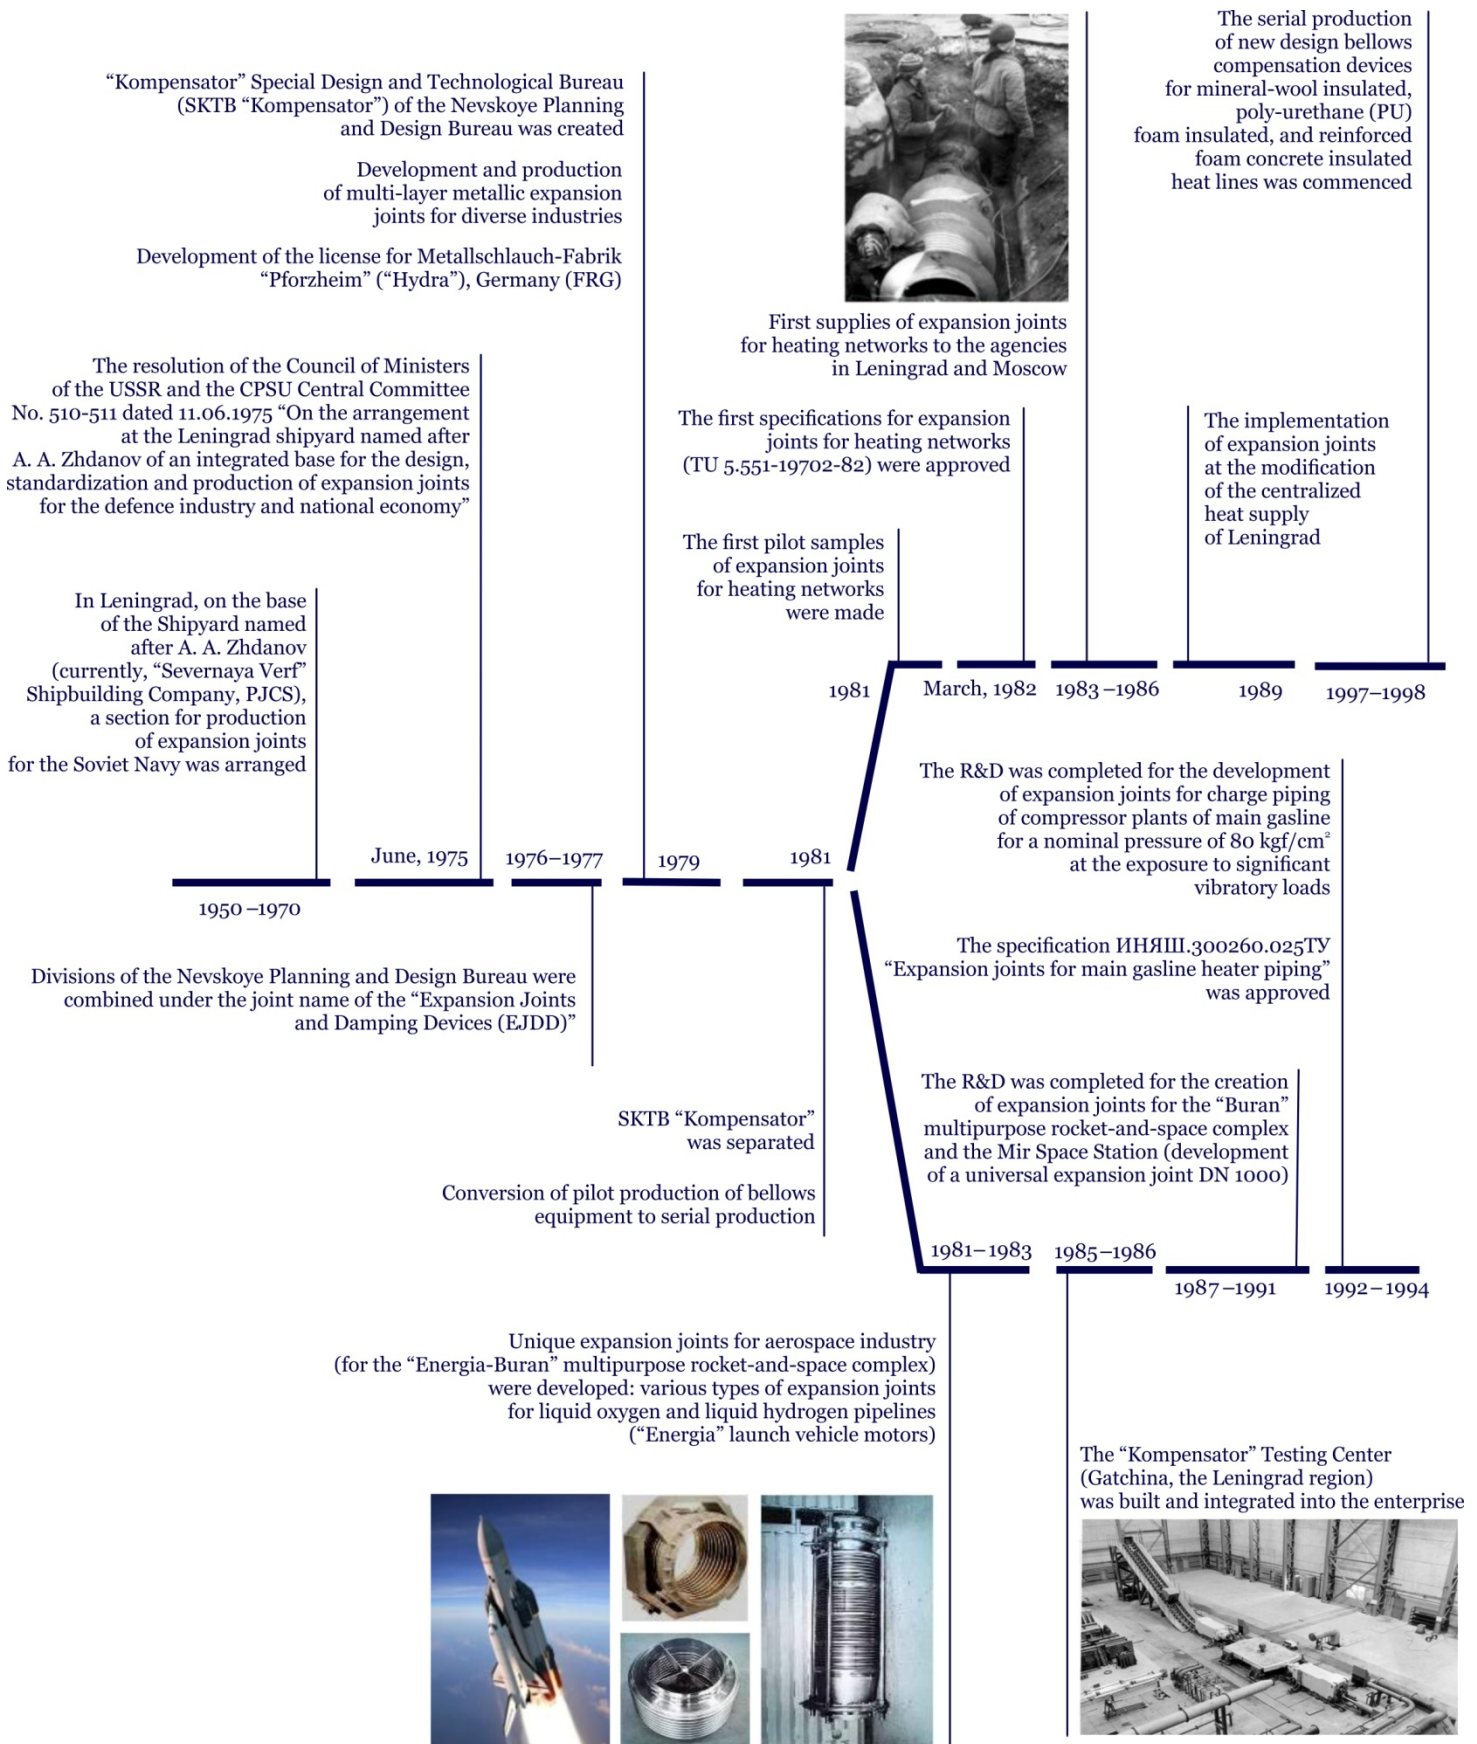 “Kompensator” Special Design and Technological Bureau
(SKTB “Kompensator”) of the Nevskoye Planning
and Design Bureau was created
Development and production
of multi-layer metallic expansion
joints for diverse industries
Development of the license for Metallschlauch-Fabrik
“Pforzheim” (“Hydra”), Germany (FRG)
The resolution of the Council of Ministers
of the USSR and the CPSU Central Committee
No. 510-511 dated 11.06.1975 “On the arrangement
at the Leningrad shipyard named after
A. A. Zhdanov of an integrated base for the design,
standardization and production of expansion joints
for the defence industry and national economy”
In Leningrad, on the base
of the Shipyard named
after A. A. Zhdanov
(currently, “Severnaya Verf”
Shipbuilding Company, PJCS),
a section for production
of expansion joints
for the Soviet Navy was arranged
The serial production
of new design bellows
compensation devices
for mineral-wool insulated,
poly-urethane (PU)
foam insulated, and reinforced
foam concrete insulated
heat lines was commenced
First supplies of expansion joints
for heating networks to the agencies
in Leningrad and Moscow
The first specifications for expansion
joints for heating networks
(TU 5.551-19702-82) were approved
The implementation
of expansion joints
at the modification
of the centralized
heat supply
of Leningrad
The first pilot samples
of expansion joints
for heating networks
were made
1981
March, 1982
1983–1986
1989
1997–1998
June, 1975
1976–1977
1979
1981
1950–1970
Divisions of the Nevskoye Planning and Design Bureau were
combined under the joint name of the “Expansion Joints
and Damping Devices (EJDD)”
SKTB “Kompensator”
was separated
Conversion of pilot production of bellows
equipment to serial production
The R&D was completed for the development
of expansion joints for charge piping
of compressor plants of main gasline
for a nominal pressure of 80 kgf/cm²
at the exposure to significant
vibratory loads
The specification ИНЯШ.300260.025ТУ
“Expansion joints for main gasline heater piping”
was approved
The R&D was completed for the creation
of expansion joints for the “Buran”
multipurpose rocket-and-space complex
and the Mir Space Station (development
of a universal expansion joint DN 1000)
1981–1983
1985–1986
1987–1991
1992–1994
Unique expansion joints for aerospace industry
(for the “Energia-Buran” multipurpose rocket-and-space complex)
were developed: various types of expansion joints
for liquid oxygen and liquid hydrogen pipelines
(“Energia” launch vehicle motors)
The “Kompensator” Testing Center
(Gatchina, the Leningrad region)
was built and integrated into the enterprise